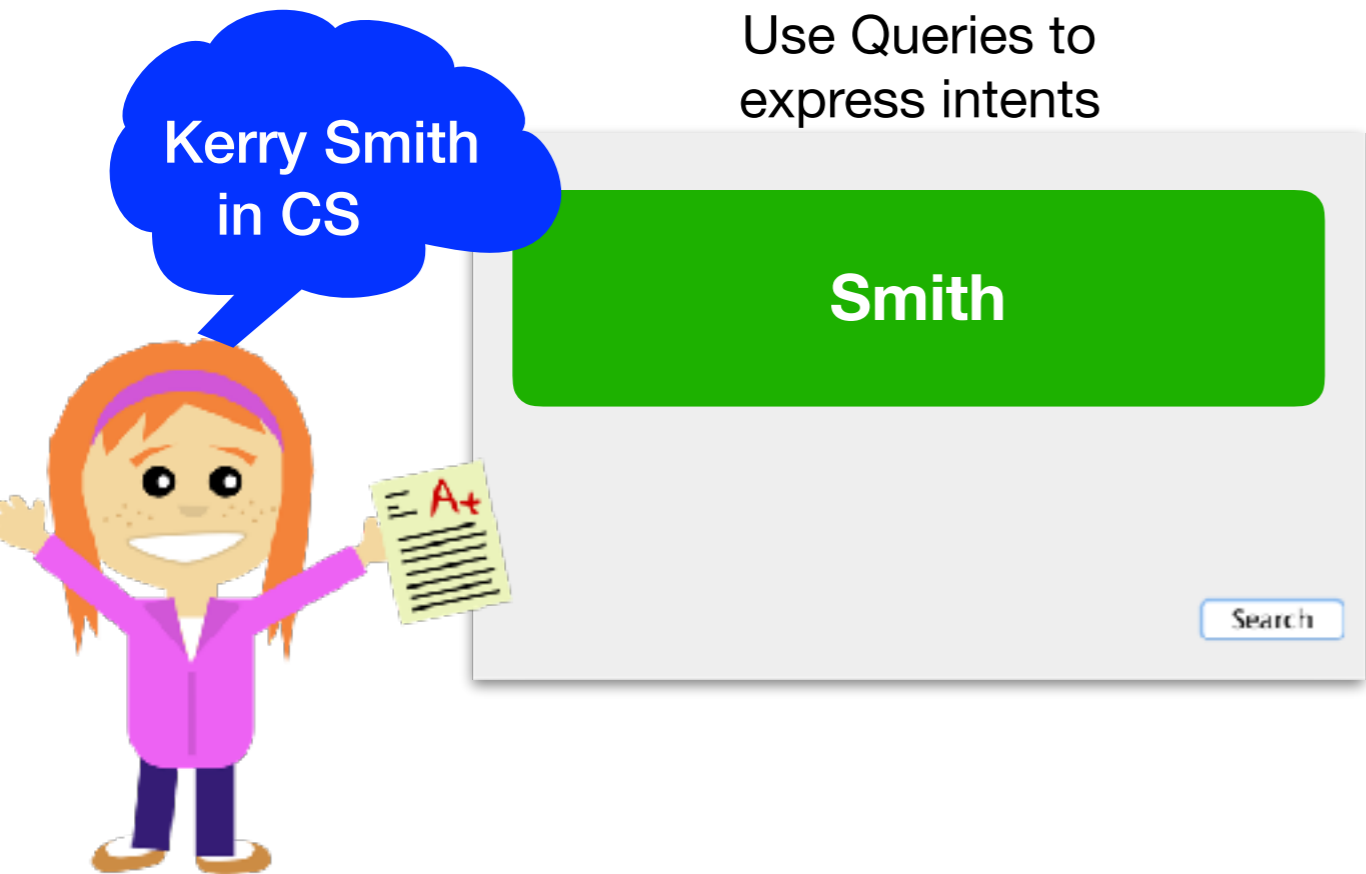 Use Queries to
express intents
Kerry Smith
in CS
Smith
A+
Search